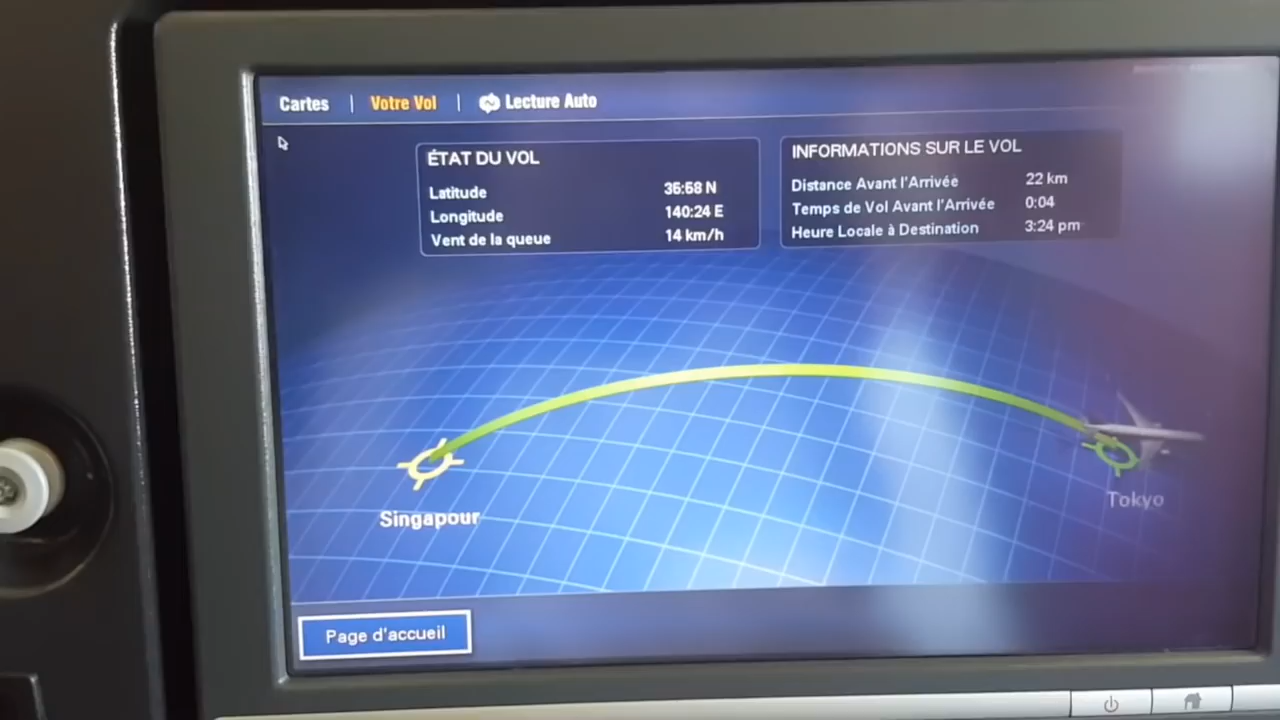 Cartes | Votre Vol | Lecture Auto
ÉTAT DU VOL
Latitude 35:58 N
Longitude 140:24 E
Vent de la queue 14 km/h
INFORMATIONS SUR LE VOL
Distance Avant l'Arrivée 22 km
Temps de Vol Avant l'Arrivée 0:04
Heure Locale à Destination 3:24 pm
Singapour
Tokyo
Page d'accueil